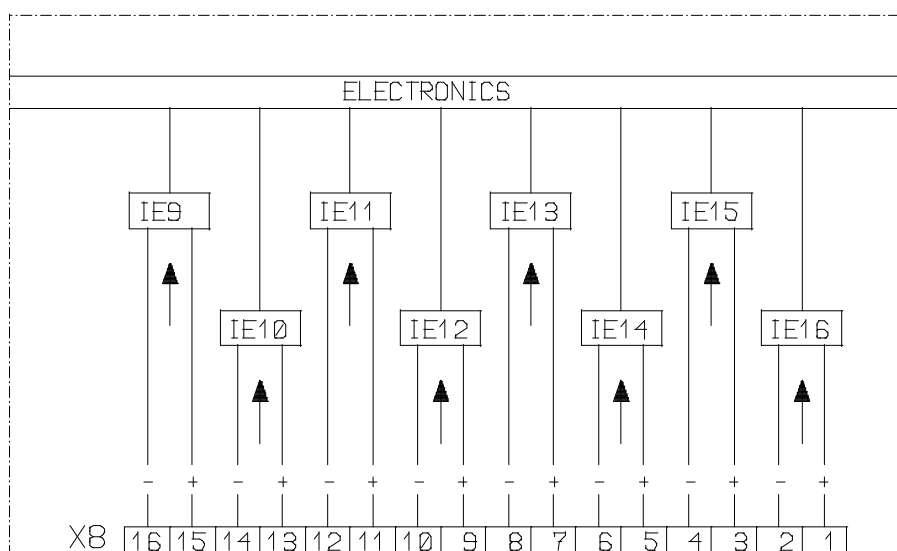 ELECTRONICS
IE9 IE11 IE13 IE15
IE10 IE12 IE14 IE16
- + - + - + - + - + - + - + - +
X8 16 15 14 13 12 11 10 9 8 7 6 5 4 3 2 1